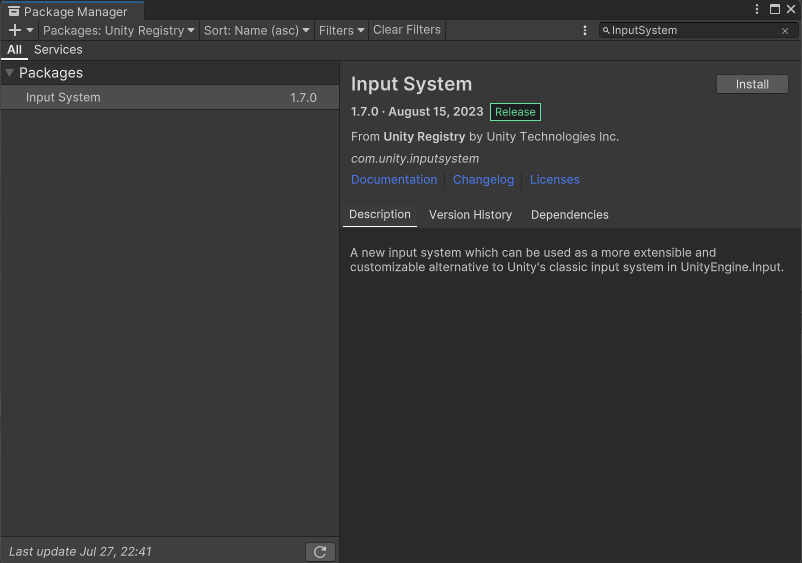 Package Manager
Packages: Unity Registry Sort: Name (asc) Filters Clear Filters InputSystem
All Services
Packages
Input System 1.7.0
Input System Install
1.7.0 · August 15, 2023 Release
From Unity Registry by Unity Technologies Inc.
com.unity.inputsystem
Documentation Changelog Licenses
Description Version History Dependencies
A new input system which can be used as a more extensible and
customizable alternative to Unity's classic input system in UnityEngine.Input.
Last update Jul 27, 22:41